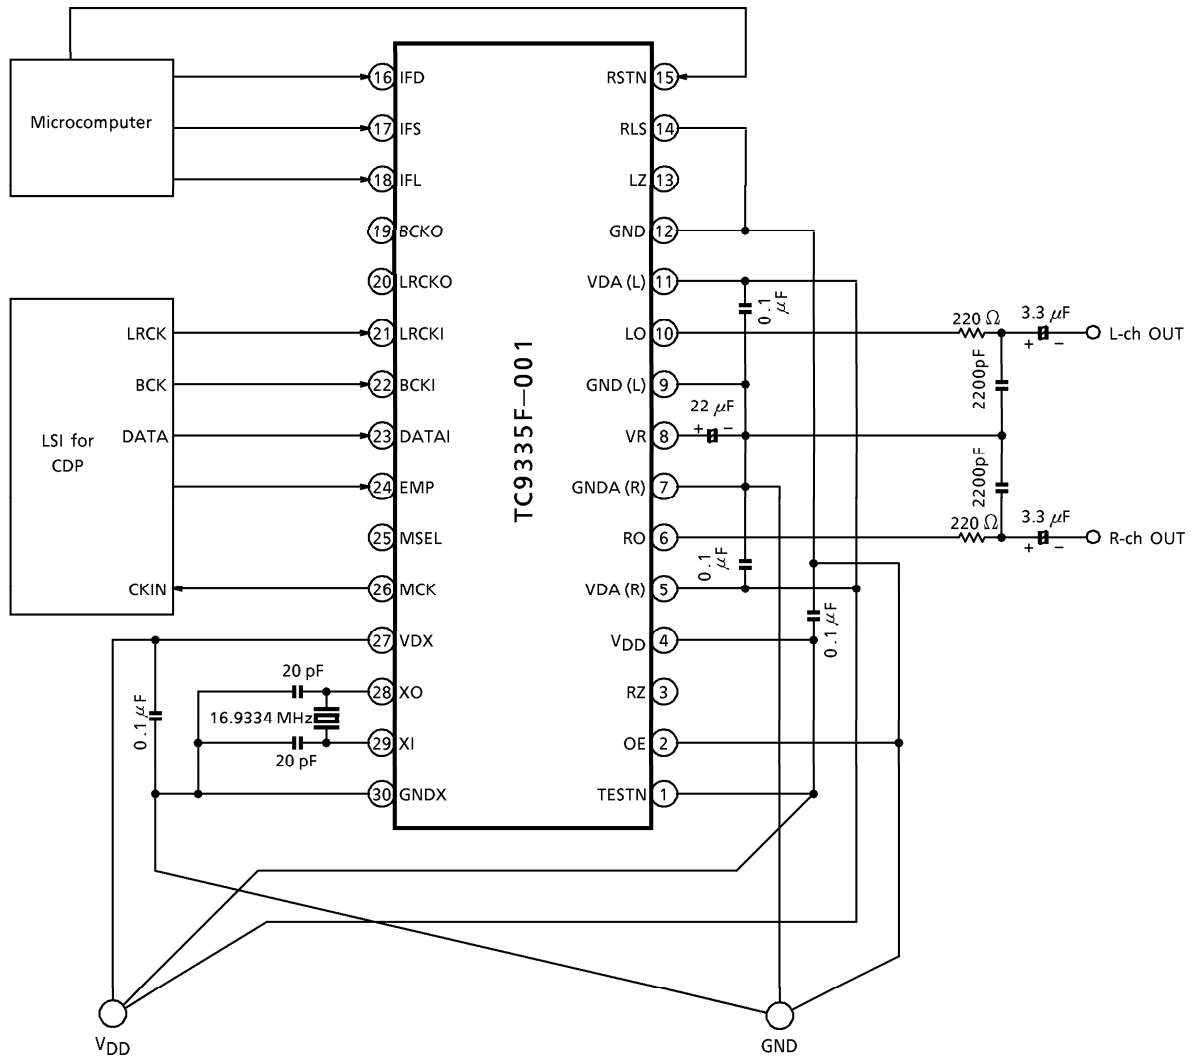 Microcomputer
16 IFD
17 IFS
18 IFL
19 BCKO
20 LRCKO
LRCK
21 LRCKI
BCK
22 BCKI
LSI for
CDP
DATA
23 DATAI
24 EMP
25 MSEL
CKIN
26 MCK
27 VDX
20 pF
28 XO
0.1 μF
16.9334 MHz
29 XI
20 pF
30 GNDX
TC9335F-001
RSTN 15
RLS 14
LZ 13
GND 12
VDA (L) 11
0.1
μF
LO 10
220 Ω
3.3 μF
+ −
L-ch OUT
GND (L) 9
2200pF
22 μF
VR 8
+ −
GNDA (R) 7
2200pF
RO 6
220 Ω
3.3 μF
+ −
R-ch OUT
0.1
μF
VDA (R) 5
0.1 μF
VDD 4
RZ 3
OE 2
TESTN 1
VDD
GND